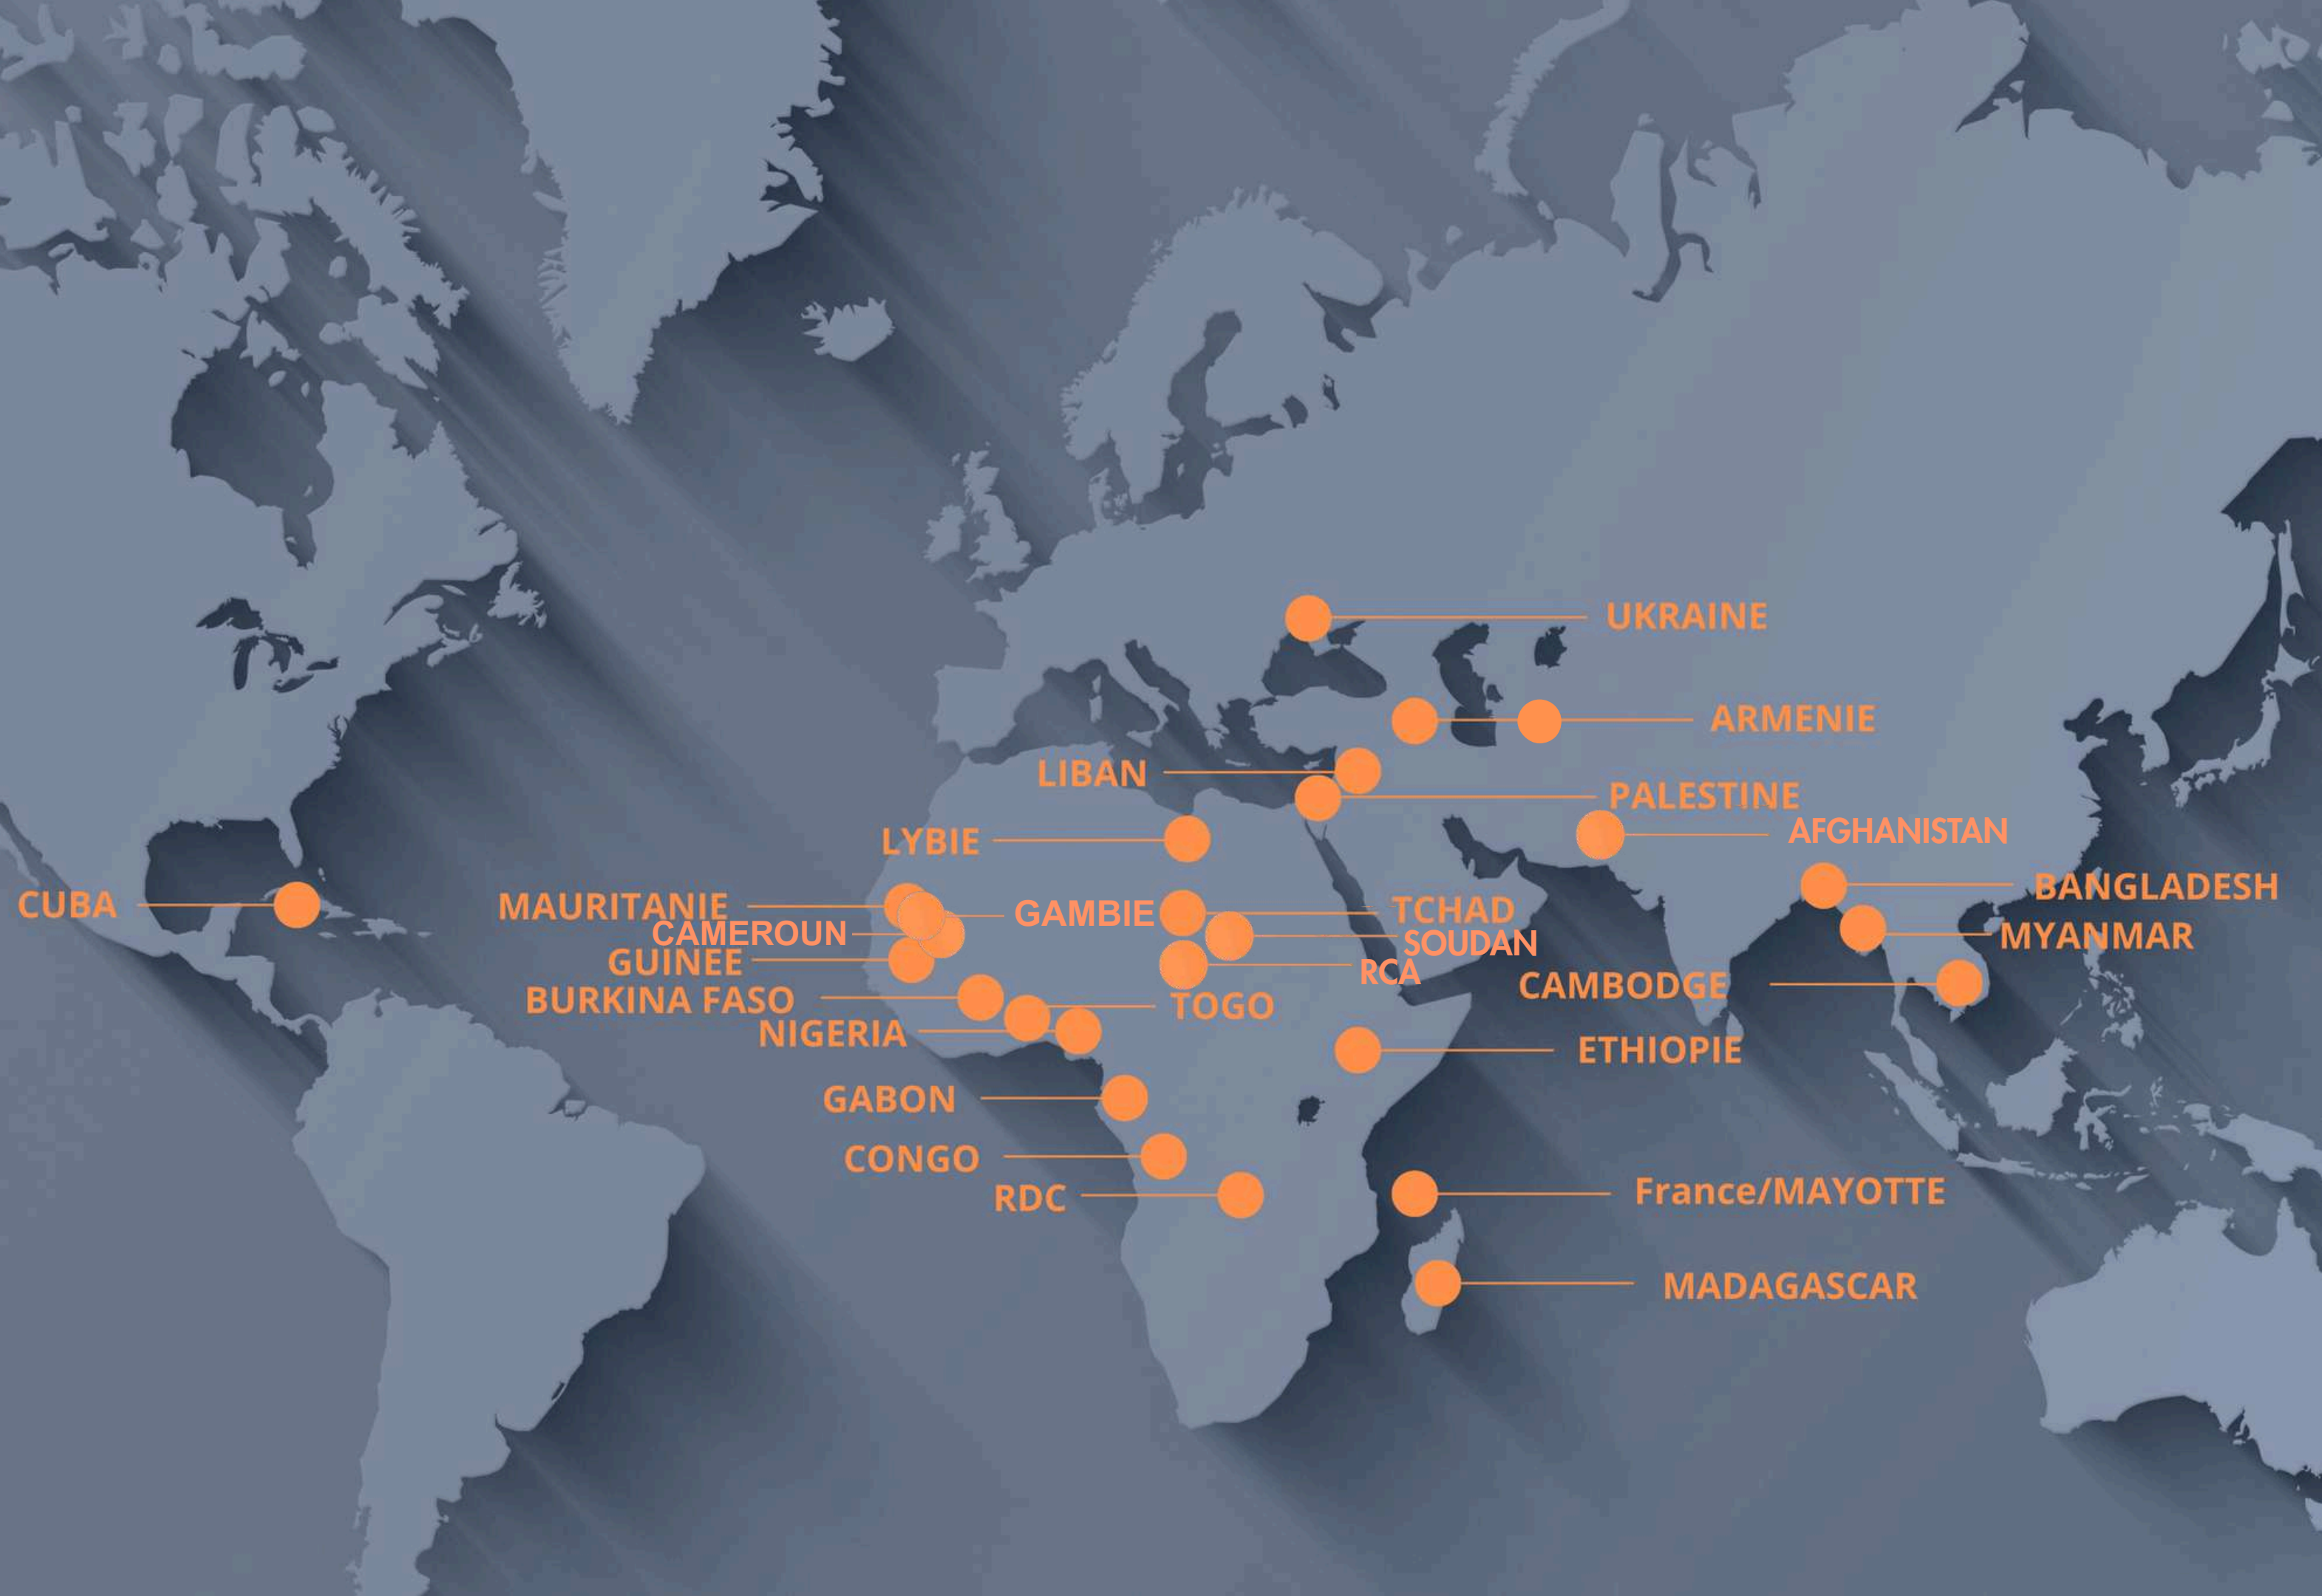 UKRAINE
ARMENIE
LIBAN
PALESTINE
AFGHANISTAN
LYBIE
BANGLADESH
CUBA
MAURITANIE
GAMBIE
TCHAD
CAMEROUN
SOUDAN
MYANMAR
GUINEE
RCA
CAMBODGE
BURKINA FASO
TOGO
NIGERIA
ETHIOPIE
GABON
CONGO
RDC
France/MAYOTTE
MADAGASCAR